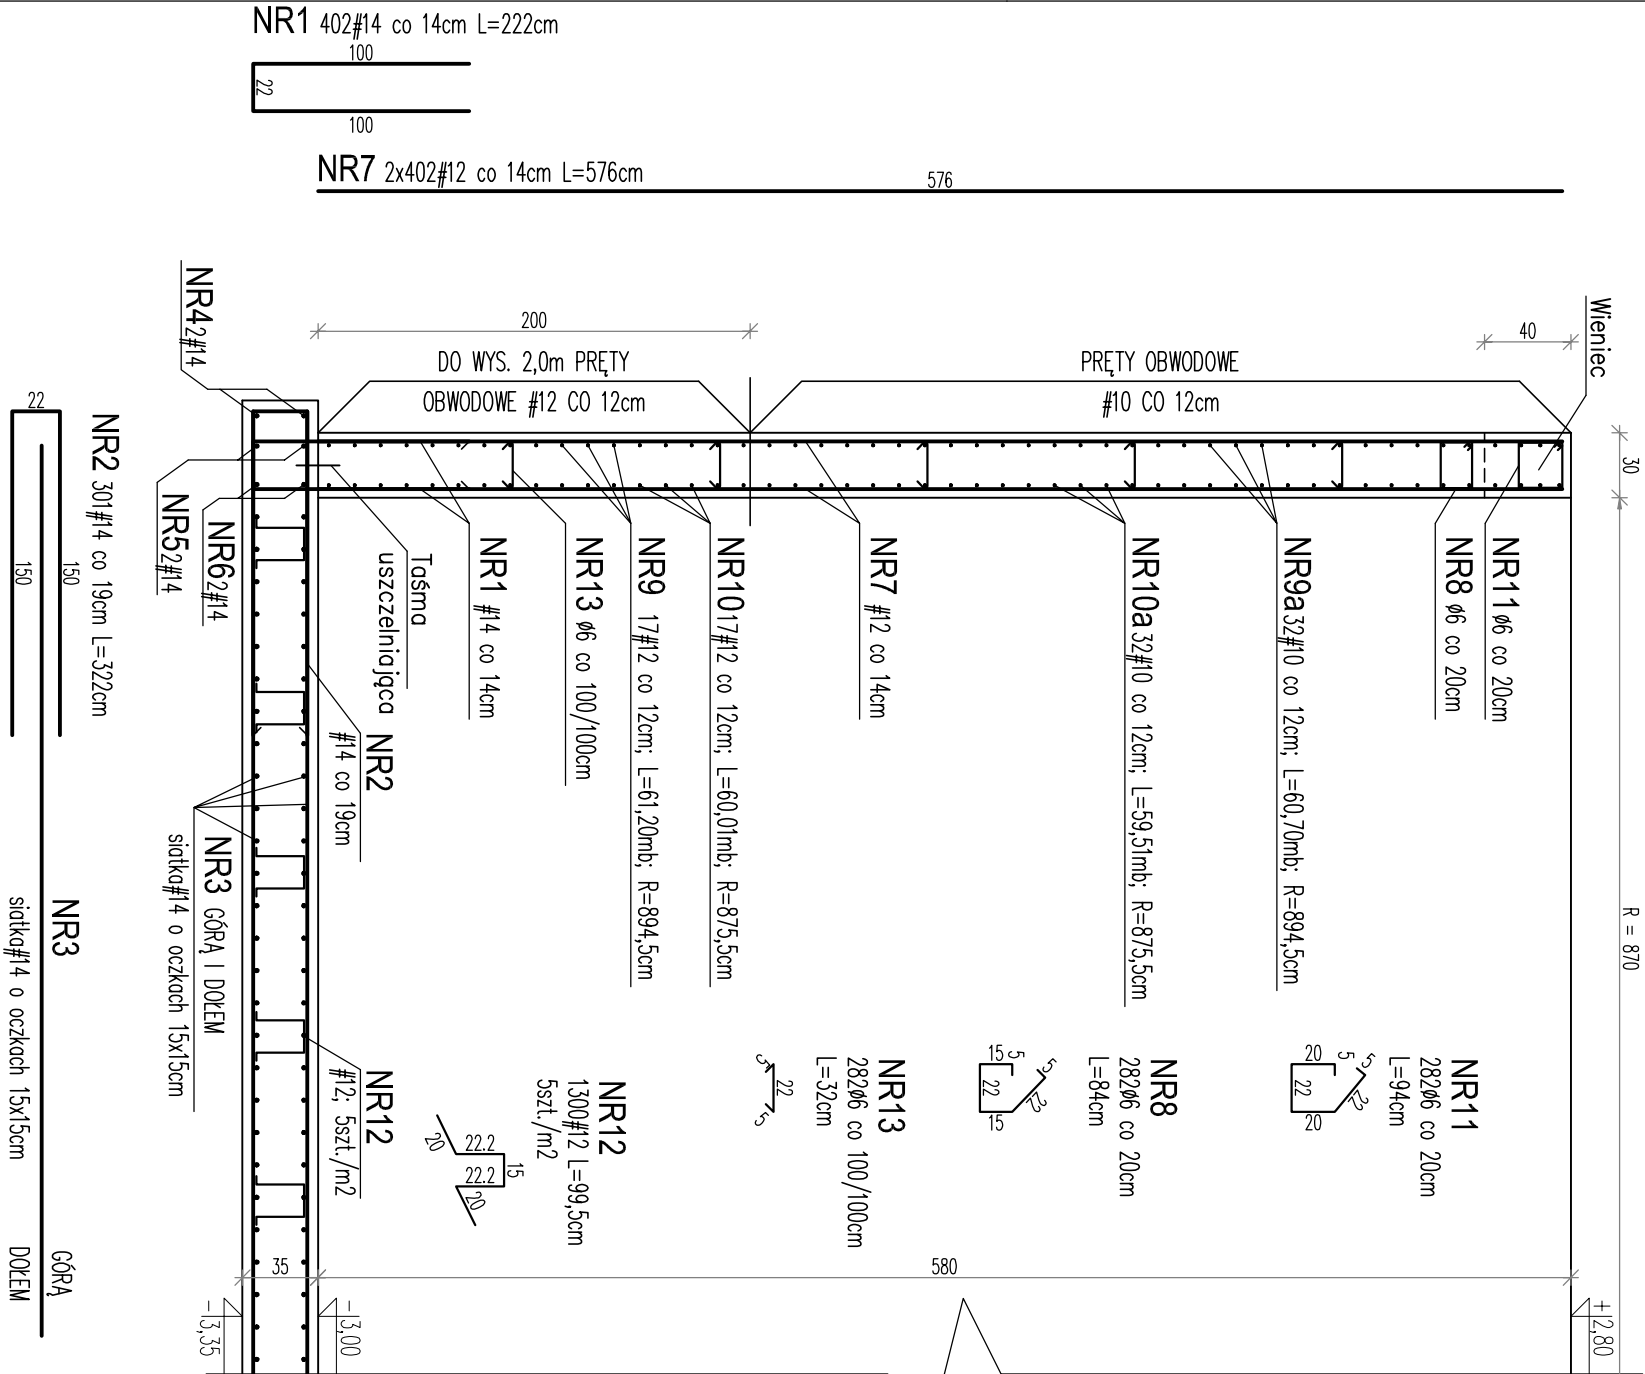 NR1 402#14 co 14cm L=222cm
100
22
100
NR7 2x402#12 co 14cm L=576cm
576
200
40
DO WYS. 2,0m PRĘTY
OBWODOWE #12 CO 12cm
PRĘTY OBWODOWE
#10 CO 12cm
Wieniec
30
R = 870
NR4 2#14
NR5 2#14
NR6 2#14
22
150
150
NR2 301#14 co 19cm L=322cm
Taśma
uszczelniająca
NR1 #14 co 14cm
NR13 ø6 co 100/100cm
NR9 17#12 co 12cm; L=61,20mb; R=894,5cm
NR10 17#12 co 12cm; L=60,01mb; R=875,5cm
NR7 #12 co 14cm
NR10a 32#10 co 12cm; L=59,51mb; R=875,5cm
NR9a 32#10 co 12cm; L=60,70mb; R=894,5cm
NR8 ø6 co 20cm
NR11 ø6 co 20cm
NR2
#14 co 19cm
NR3 GÓRĄ I DOŁEM
siatka#14 o oczkach 15x15cm
NR3
siatka#14 o oczkach 15x15cm
GÓRĄ
DOŁEM
NR12
#12; 5szt./m2
NR12
1300#12 L=99,5cm
5szt./m2
20
22.2
15
22.2
20
NR13
282ø6 co 100/100cm
L=32cm
5
22
5
NR8
282ø6 co 20cm
L=84cm
15
5
5
22
22
15
NR11
282ø6 co 20cm
L=94cm
20
5
5
22
22
20
35
580
-3,35
-3,00
+2,80